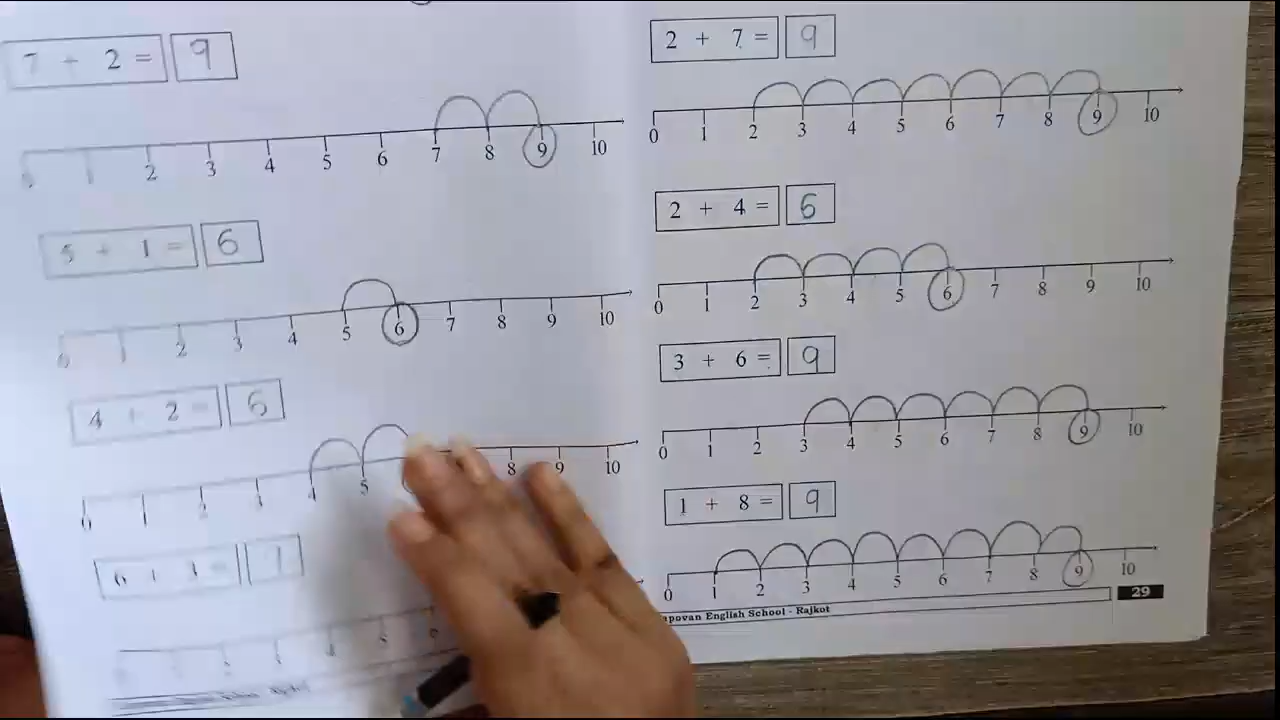 7 + 2 = 9
0 1 2 3 4 5 6 7 8 9 10
5 + 1 = 6
0 1 2 3 4 5 6 7 8 9 10
4 + 2 = 6
0 1 2 3 4 5 8 9 10
6 + 1 = 7
4 5 6
2 + 7 = 9
0 1 2 3 4 5 6 7 8 9 10
2 + 4 = 6
0 1 2 3 4 5 6 7 8 9 10
3 + 6 = 9
0 1 2 3 4 5 6 7 8 9 10
1 + 8 = 9
0 1 2 3 4 5 6 7 8 9 10
apovan English School - Rajkot
29